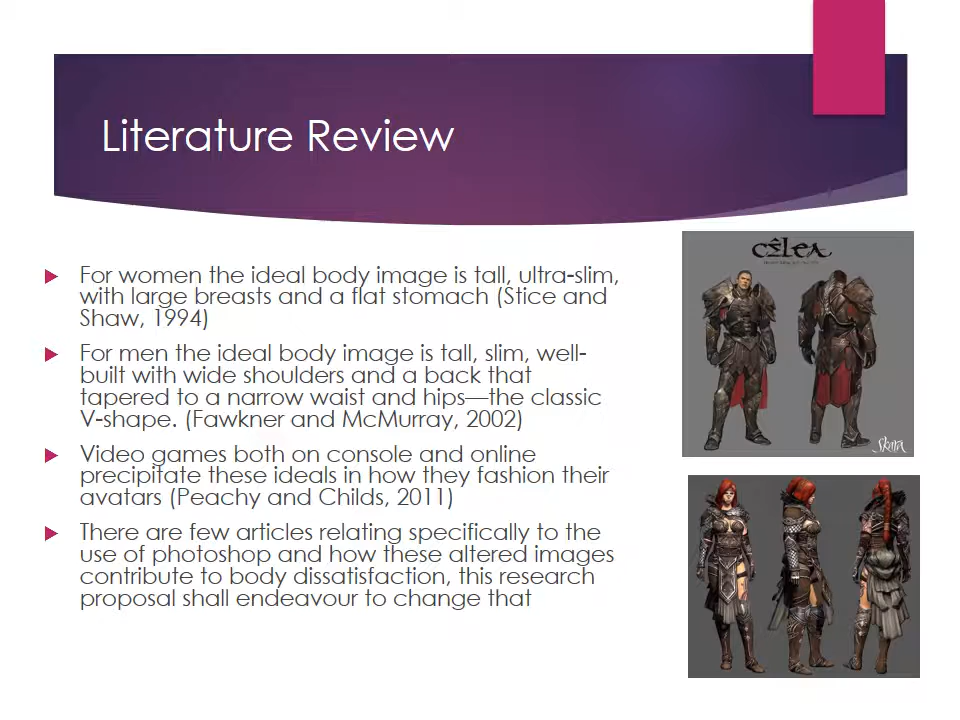 Literature Review
For women the ideal body image is tall, ultra-slim,
with large breasts and a flat stomach (Stice and
Shaw, 1994)
For men the ideal body image is tall, slim, well-
built with wide shoulders and a back that
tapered to a narrow waist and hips—the classic
V-shape. (Fawkner and McMurray, 2002)
Video games both on console and online
precipitate these ideals in how they fashion their
avatars (Peachy and Childs, 2011)
There are few articles relating specifically to the
use of photoshop and how these altered images
contribute to body dissatisfaction, this research
proposal shall endeavour to change that